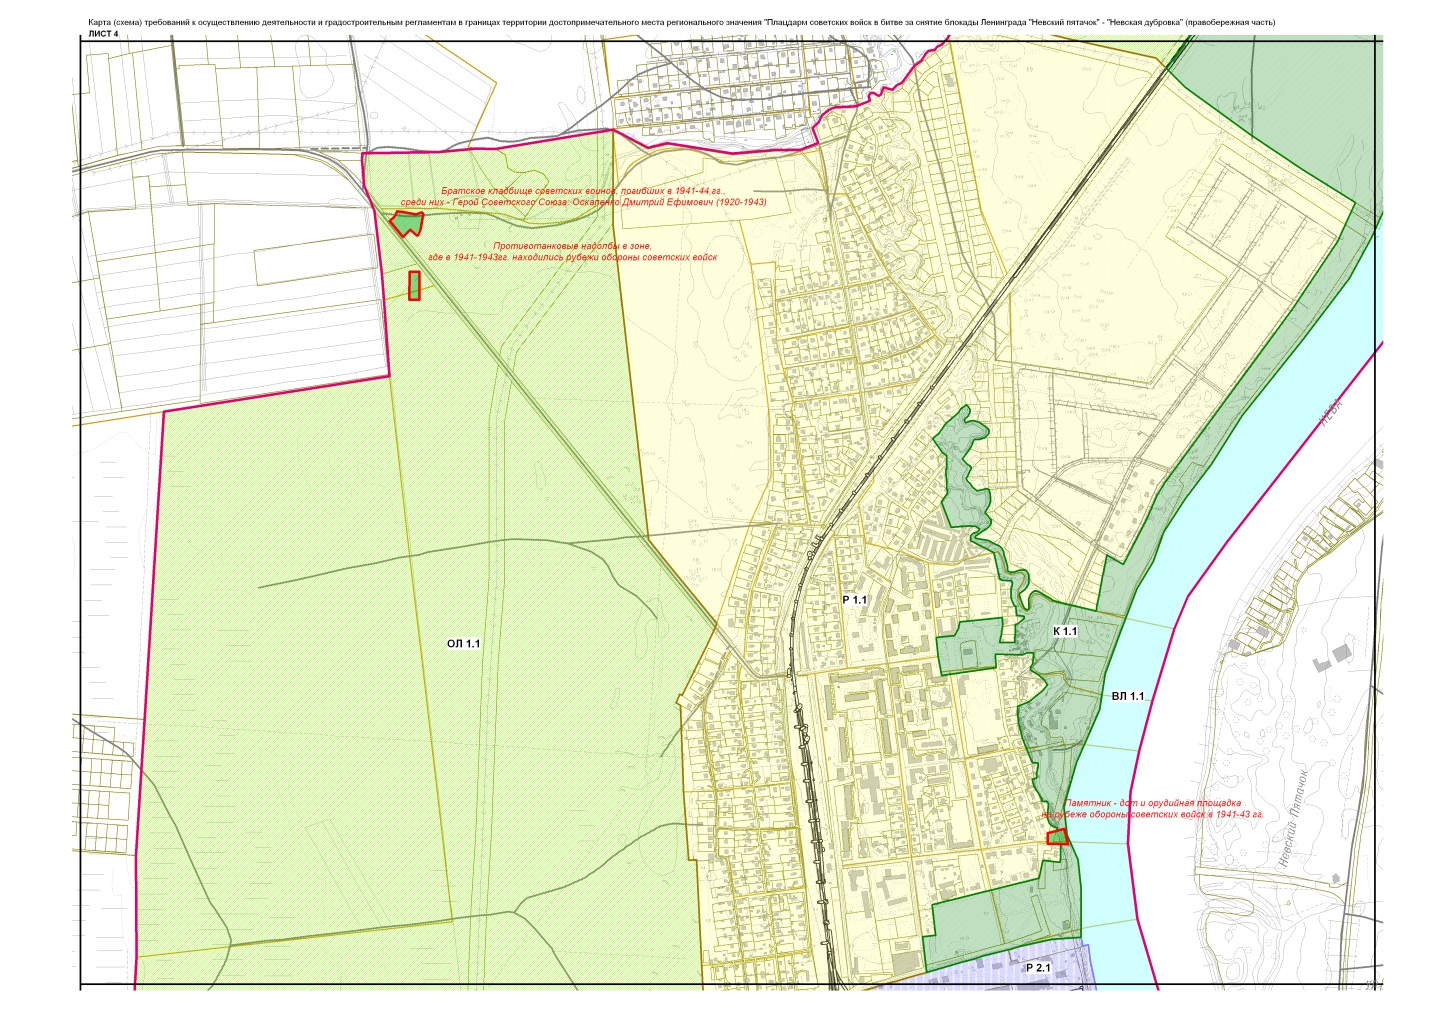 Карта (схема) требований к осуществлению деятельности и градостроительным регламентам в границах территории достопримечательного места регионального значения "Плацдарм советских войск в битве за снятие блокады Ленинграда "Невский пятачок" - "Невская дубровка" (правобережная часть)
ЛИСТ 4
Братское кладбище советских воинов, погибших в 1941-44 гг.,
среди них - Герой Советского Союза: Оскаленко Дмитрий Ефимович (1920-1943)
Противотанковые надолбы в зоне,
где в 1941-1943гг. находились рубежи обороны советских войск
НЕВА
Р 1.1
К 1.1
ОЛ 1.1
ВЛ 1.1
Памятник - дот и орудийная площадка
на рубеже обороны советских войск в 1941-43 гг.
Невский Пятачок
Р 2.1